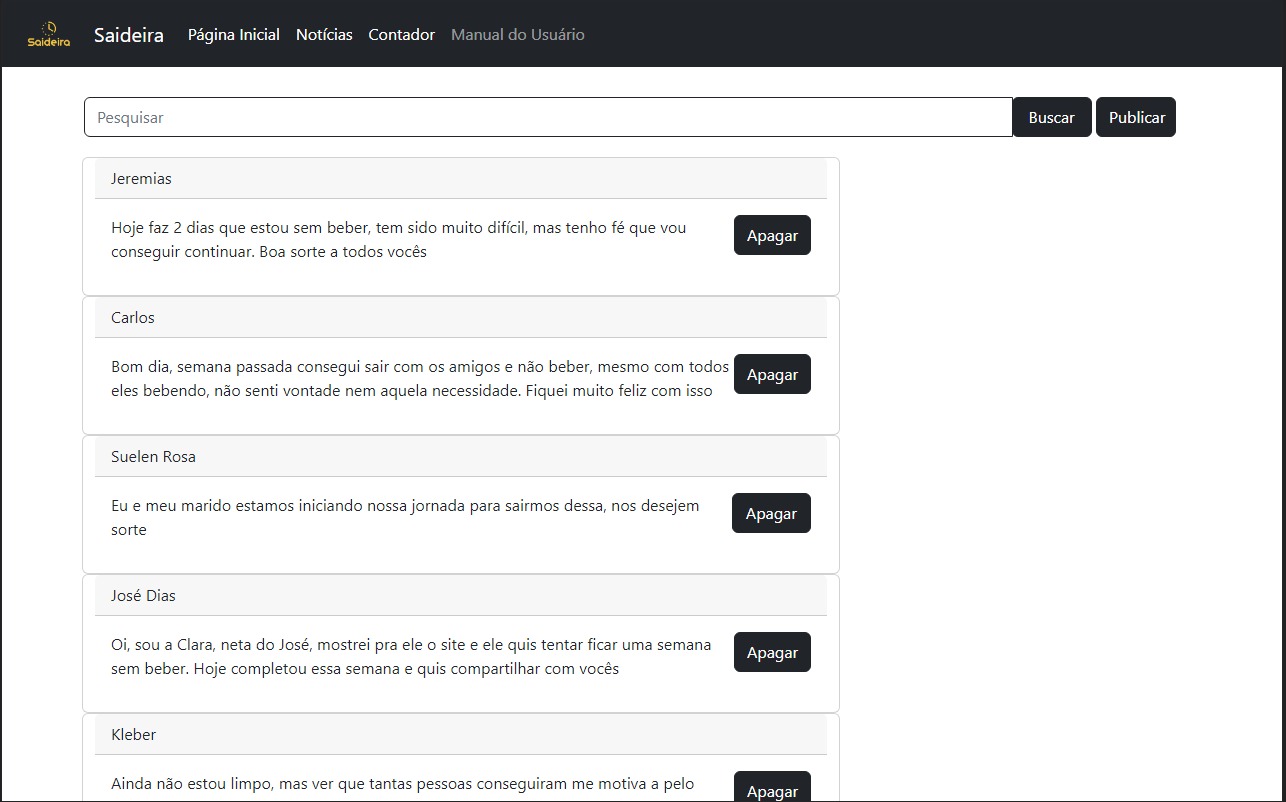 Saideira
Saideira Página Inicial Notícias Contador Manual do Usuário
Pesquisar Buscar Publicar
Jeremias
Hoje faz 2 dias que estou sem beber, tem sido muito difícil, mas tenho fé que vou
conseguir continuar. Boa sorte a todos vocês
Apagar
Carlos
Bom dia, semana passada consegui sair com os amigos e não beber, mesmo com todos
eles bebendo, não senti vontade nem aquela necessidade. Fiquei muito feliz com isso
Apagar
Suelen Rosa
Eu e meu marido estamos iniciando nossa jornada para sairmos dessa, nos desejem
sorte
Apagar
José Dias
Oi, sou a Clara, neta do José, mostrei pra ele o site e ele quis tentar ficar uma semana
sem beber. Hoje completou essa semana e quis compartilhar com vocês
Apagar
Kleber
Ainda não estou limpo, mas ver que tantas pessoas conseguiram me motiva a pelo
Apagar